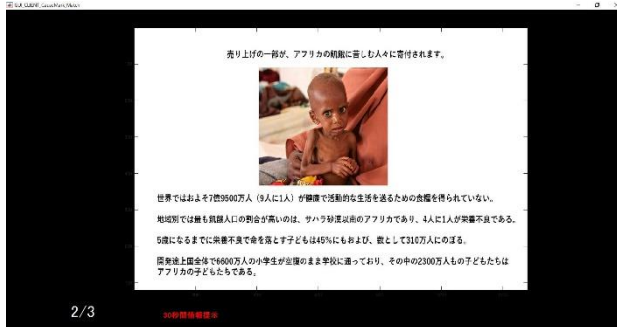 GUI_CLIENT_CauseMark_Main
売り上げの一部が、アフリカの飢餓に苦しむ人々に寄付されます。
世界ではおよそ7億9500万人（9人に1人）が健康で活動的な生活を送るための食糧を得られていない。
地域別では最も飢餓人口の割合が高いのは、サハラ砂漠以南のアフリカであり、4人に1人が栄養不良である。
5歳になるまでに栄養不良で命を落とす子どもは45％にもおよび、数として310万人にのぼる。
開発途上国全体で6600万人の小学生が空腹のまま学校に通っており、その中の2300万人もの子どもたちは
アフリカの子どもたちである。
2/3
30秒間情報提示